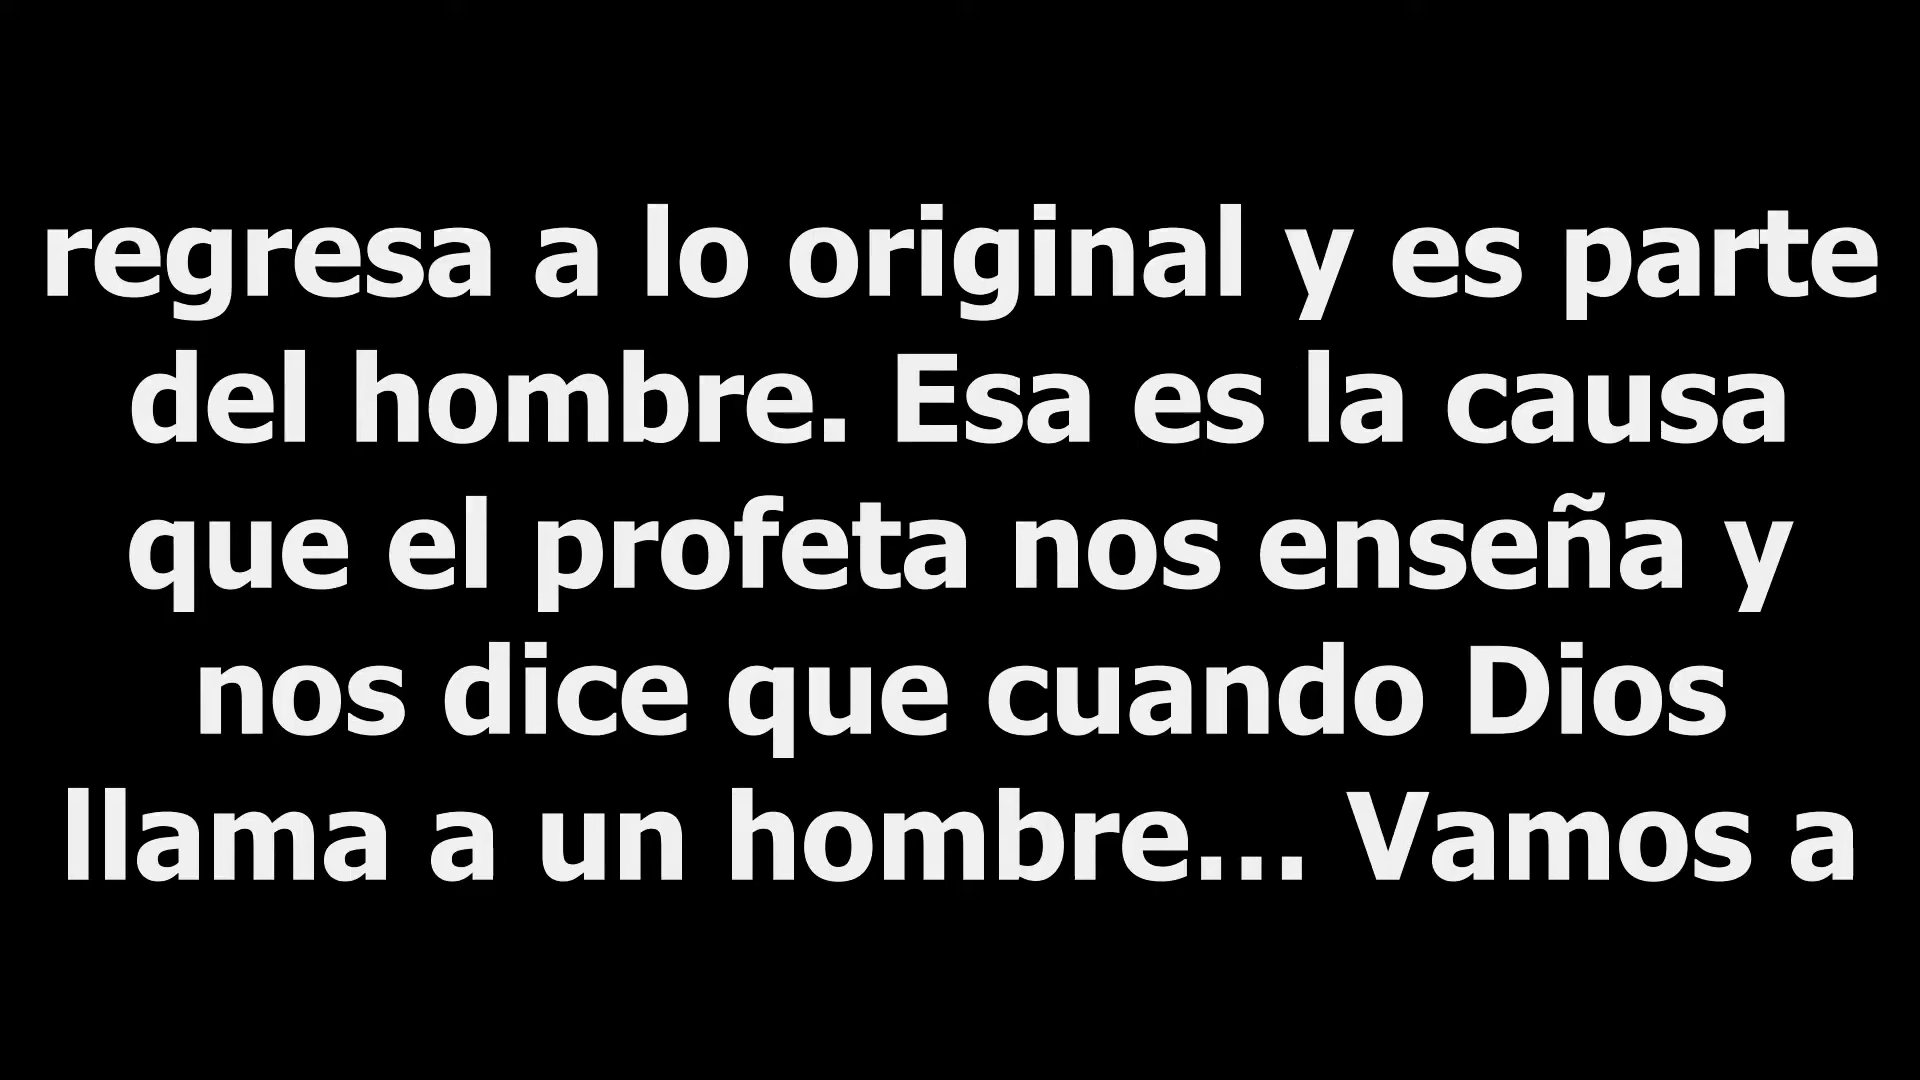 regresa a lo original y es parte
del hombre. Esa es la causa
que el profeta nos enseña y
nos dice que cuando Dios
llama a un hombre... Vamos a